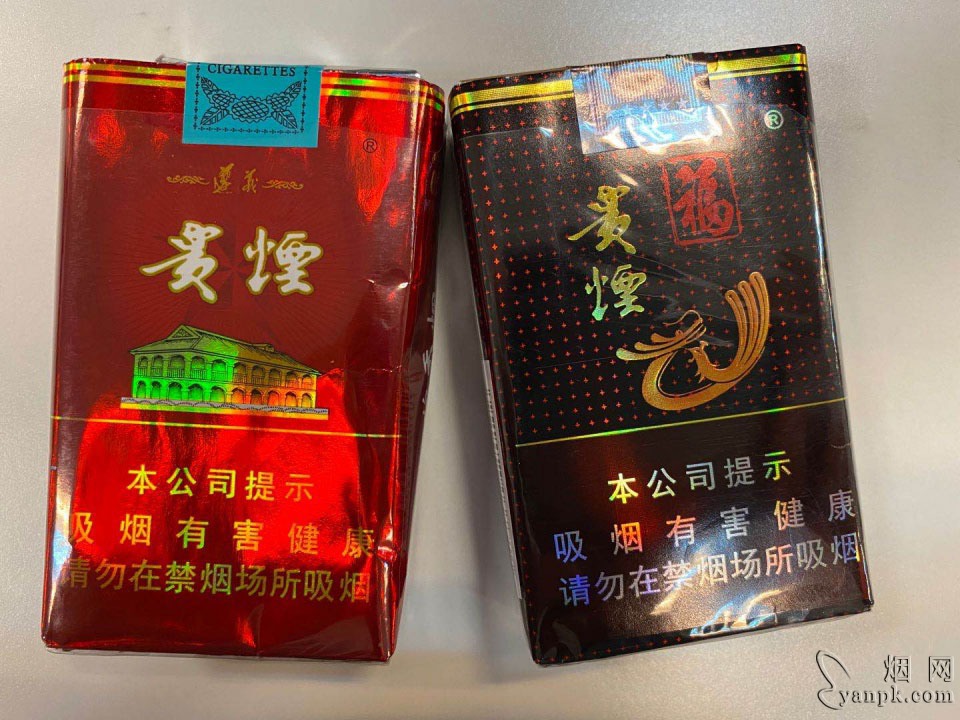 CIGARETTES
®
遵义
貴煙
本公司提示
吸烟有害健康
请勿在禁烟场所吸烟
®
福
貴
煙
本公司提示
吸烟有害健康
请勿在禁烟场所吸烟
烟网
yanpk.com